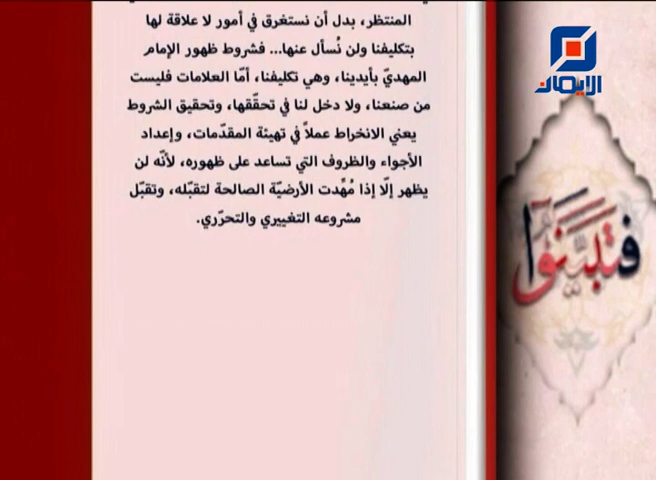 المنتظر، بدل أن نستغرق في أمور لا علاقة لها
بتكليفنا ولن نُسأل عنها... فشروط ظهور الإمام
المهديّ بأيدينا، وهي تكليفنا، أمّا العلامات فليست
من صنعنا، ولا دخل لنا في تحقّقها، وتحقيق الشروط
يعني الانخراط عملاً في تهيئة المقدّمات، وإعداد
الأجواء والظروف التي تساعد على ظهوره، لأنّه لن
يظهر إلّا إذا مُهّدت الأرضيّة الصالحة لتقبّله، وتقبّل
مشروعه التغييري والتحرّري.
الإيمان
فتبيّنوا